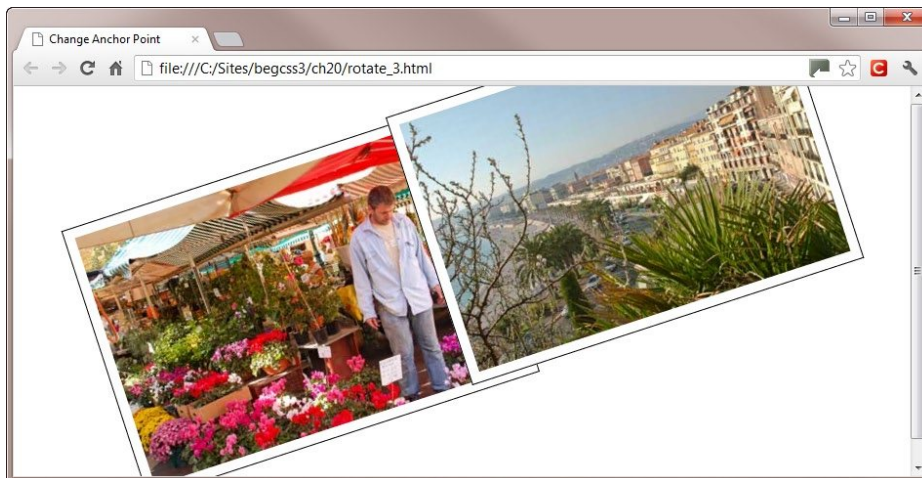 Change Anchor Point
file:///C:/Sites/begcss3/ch20/rotate_3.html